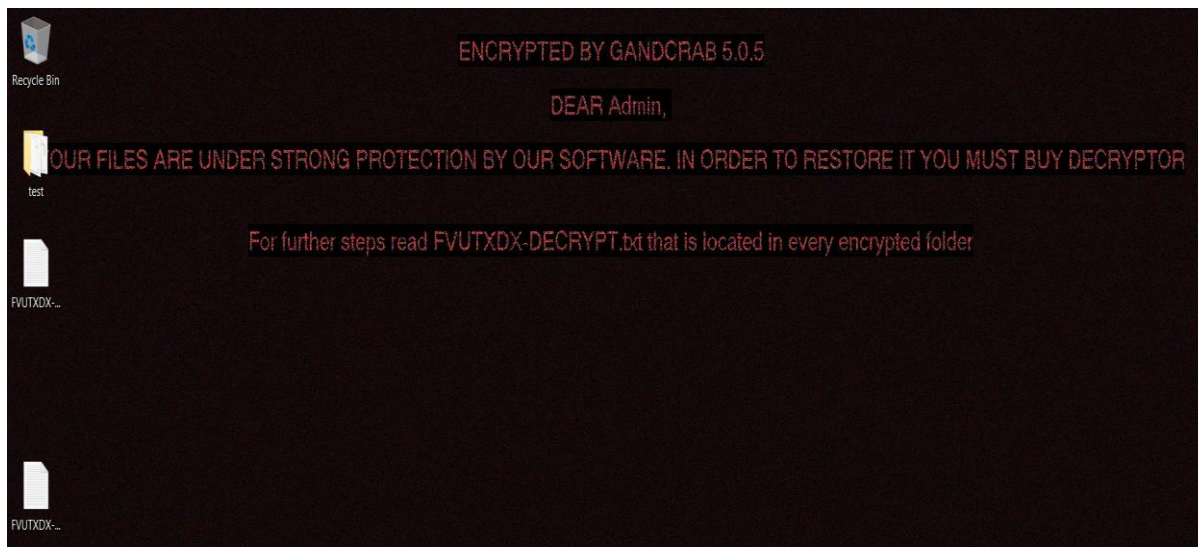 Recycle Bin
ENCRYPTED BY GANDCRAB 5.0.5
DEAR Admin,
OUR FILES ARE UNDER STRONG PROTECTION BY OUR SOFTWARE. IN ORDER TO RESTORE IT YOU MUST BUY DECRYPTOR
test
For further steps read FVUTXDX-DECRYPT.txt that is located in every encrypted folder
FVUTXDX-...
FVUTXDX-...